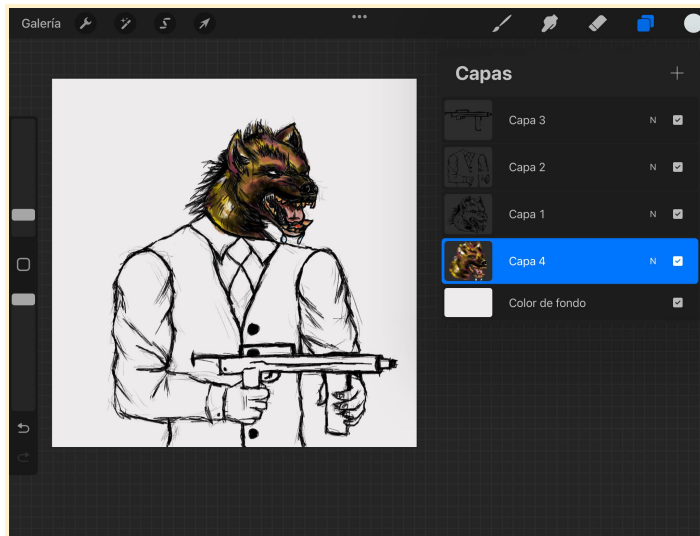 Galería
Capas
Capa 3 N
Capa 2 N
Capa 1 N
Capa 4 N
Color de fondo